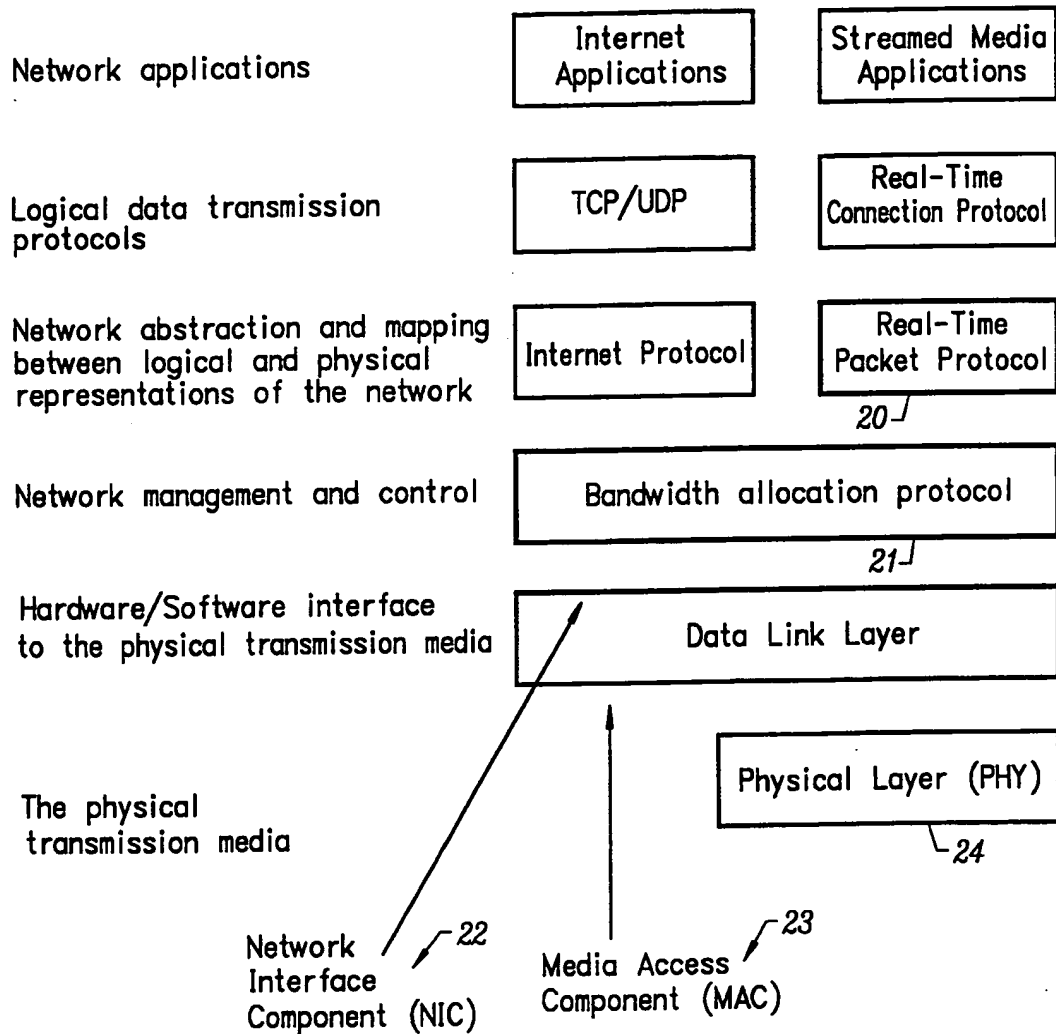 Network applications
Internet
Applications
Streamed Media
Applications
Logical data transmission
protocols
TCP/UDP
Real-Time
Connection Protocol
Network abstraction and mapping
between logical and physical
representations of the network
Internet Protocol
Real-Time
Packet Protocol
20
Network management and control
Bandwidth allocation protocol
21
Hardware/Software interface
to the physical transmission media
Data Link Layer
Physical Layer (PHY)
24
The physical
transmission media
Network
Interface
Component (NIC)
22
Media Access
Component (MAC)
23